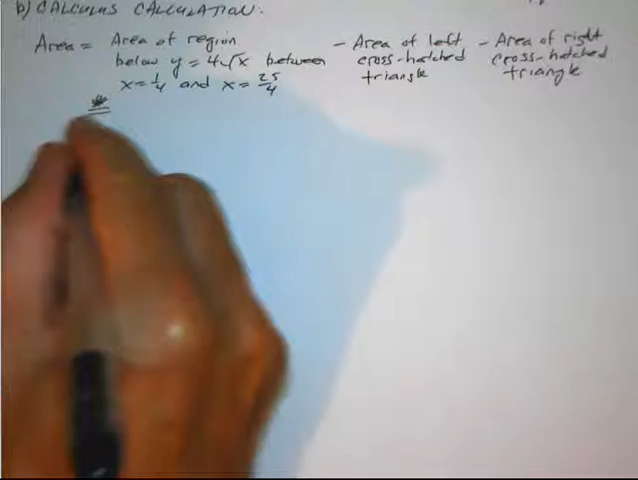 b) CALCULUS CALCULATION.
Area = Area of region below y = 4√x between x = 1/4 and x = 25/4 - Area of left cross-hatched triangle - Area of right cross-hatched triangle
*